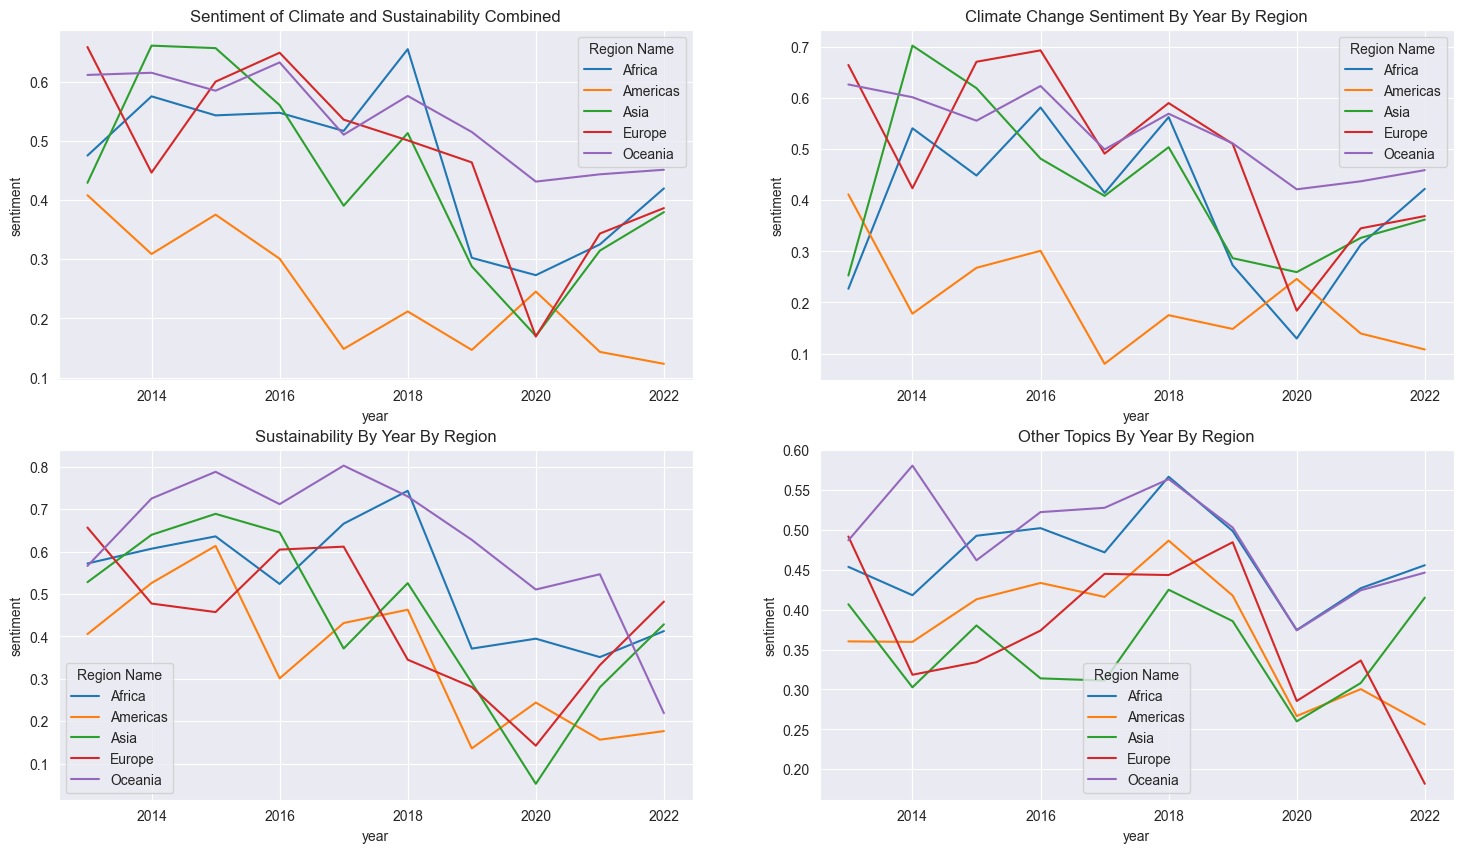 Sentiment of Climate and Sustainability Combined
sentiment
0.6
0.5
0.4
0.3
0.2
0.1
2014 2016 2018 2020 2022
year
Region Name
Africa
Americas
Asia
Europe
Oceania
Climate Change Sentiment By Year By Region
sentiment
0.7
0.6
0.5
0.4
0.3
0.2
0.1
2014 2016 2018 2020 2022
year
Region Name
Africa
Americas
Asia
Europe
Oceania
Sustainability By Year By Region
sentiment
0.8
0.7
0.6
0.5
0.4
0.3
0.2
0.1
Region Name
Africa
Americas
Asia
Europe
Oceania
2014 2016 2018 2020 2022
year
Other Topics By Year By Region
sentiment
0.60
0.55
0.50
0.45
0.40
0.35
0.30
0.25
0.20
Region Name
Africa
Americas
Asia
Europe
Oceania
2014 2016 2018 2020 2022
year